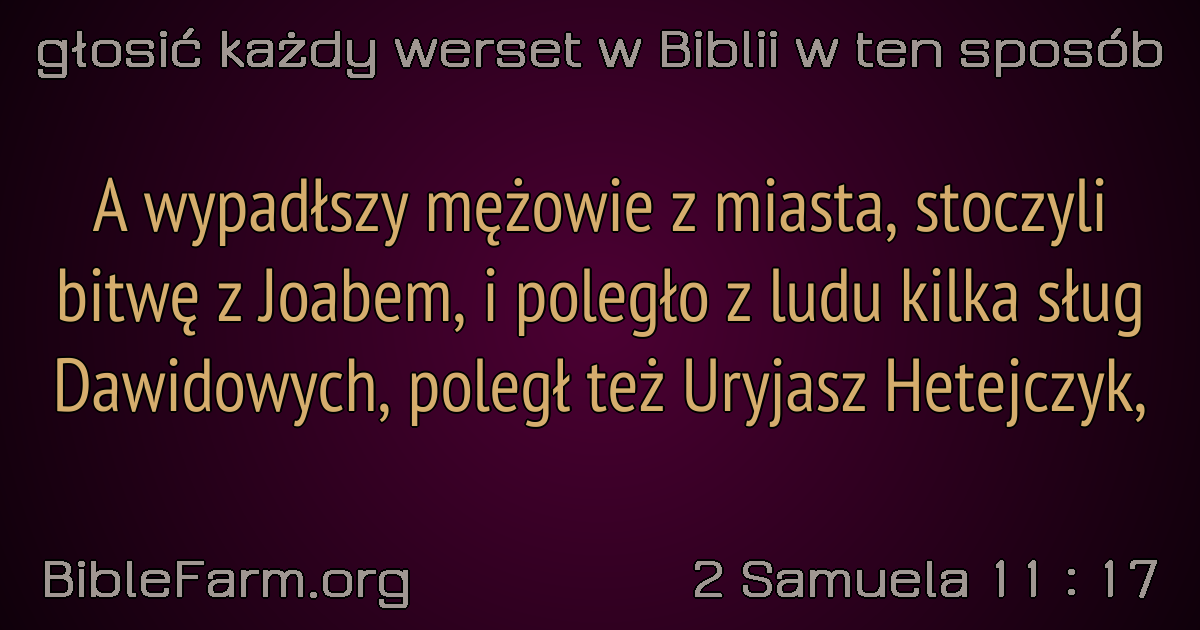 głosić każdy werset w Biblii w ten sposób
A wypadłszy mężowie z miasta, stoczyli
bitwę z Joabem, i poległo z ludu kilka sług
Dawidowych, poległ też Uryjasz Hetejczyk,
BibleFarm.org
2 Samuela 11 : 17